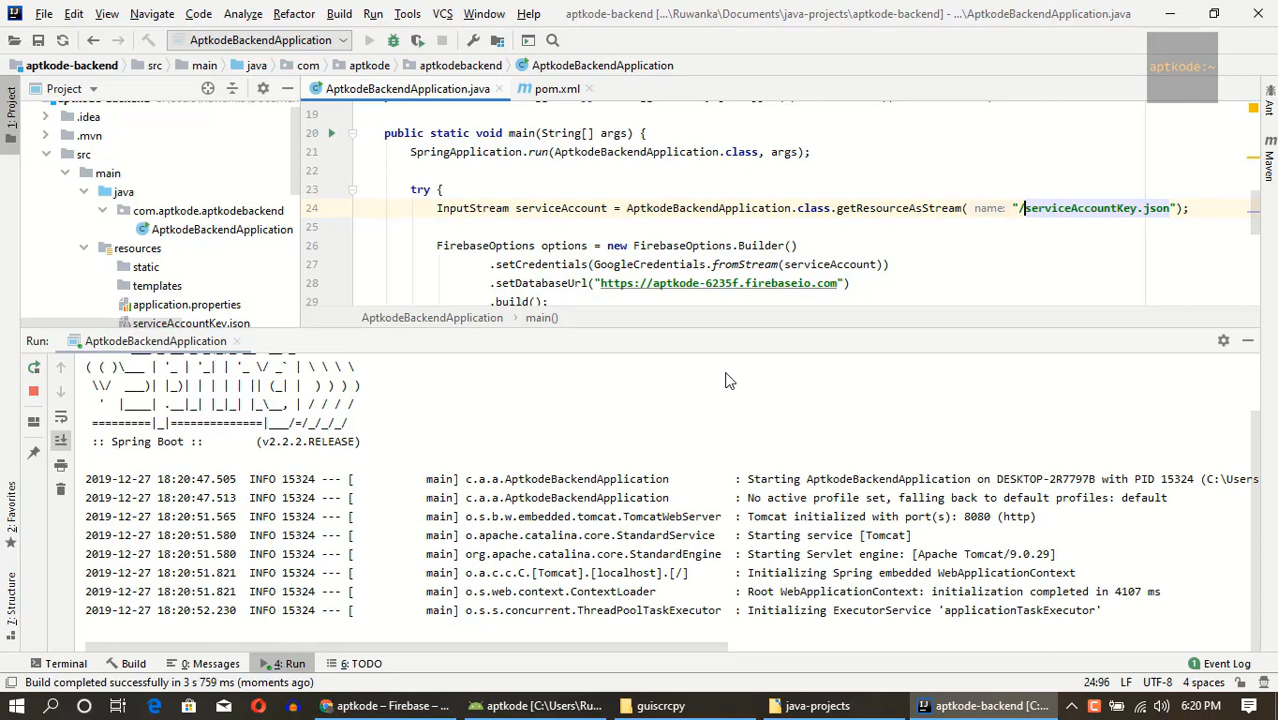 File Edit View Navigate Code Analyze Refactor Build Run Tools VCS Window Help aptkode-backend [...\Ruwanka\Documents\java-projects\aptkode-backend] - ...\AptkodeBackendApplication.java
AptkodeBackendApplication
aptkode-backend src main java com aptkode aptkodebackend AptkodeBackendApplication
aptkode:~
1: Project
Project
AptkodeBackendApplication.java pom.xml
Ant
Maven
.idea
.mvn
src
main
java
com.aptkode.aptkodebackend
AptkodeBackendApplication
resources
static
templates
application.properties
serviceAccountKey.json
19
20 public static void main(String[] args) {
21 SpringApplication.run(AptkodeBackendApplication.class, args);
22
23 try {
24 InputStream serviceAccount = AptkodeBackendApplication.class.getResourceAsStream( name: "/serviceAccountKey.json");
25
26 FirebaseOptions options = new FirebaseOptions.Builder()
27 .setCredentials(GoogleCredentials.fromStream(serviceAccount))
28 .setDatabaseUrl("https://aptkode-6235f.firebaseio.com")
29 .build();
AptkodeBackendApplication main()
Run: AptkodeBackendApplication
( ( )\___ | '_ | '_| | '_ \/ _` | \ \ \ \
\\/ ___)| |_)| | | | | || (_| | ) ) ) )
' |____| .__|_| |_|_| |_\__, | / / / /
=========|_|==============|___/=/_/_/_/
:: Spring Boot :: (v2.2.2.RELEASE)
2019-12-27 18:20:47.505 INFO 15324 --- [ main] c.a.a.AptkodeBackendApplication : Starting AptkodeBackendApplication on DESKTOP-2R7797B with PID 15324 (C:\Users
2019-12-27 18:20:47.513 INFO 15324 --- [ main] c.a.a.AptkodeBackendApplication : No active profile set, falling back to default profiles: default
2019-12-27 18:20:51.565 INFO 15324 --- [ main] o.s.b.w.embedded.tomcat.TomcatWebServer : Tomcat initialized with port(s): 8080 (http)
2019-12-27 18:20:51.580 INFO 15324 --- [ main] o.apache.catalina.core.StandardService : Starting service [Tomcat]
2019-12-27 18:20:51.580 INFO 15324 --- [ main] org.apache.catalina.core.StandardEngine : Starting Servlet engine: [Apache Tomcat/9.0.29]
2019-12-27 18:20:51.821 INFO 15324 --- [ main] o.a.c.c.C.[Tomcat].[localhost].[/] : Initializing Spring embedded WebApplicationContext
2019-12-27 18:20:51.821 INFO 15324 --- [ main] o.s.web.context.ContextLoader : Root WebApplicationContext: initialization completed in 4107 ms
2019-12-27 18:20:52.230 INFO 15324 --- [ main] o.s.s.concurrent.ThreadPoolTaskExecutor : Initializing ExecutorService 'applicationTaskExecutor'
2: Favorites
7: Structure
Terminal Build 0: Messages 4: Run 6: TODO Event Log
Build completed successfully in 3 s 759 ms (moments ago) 24:96 LF UTF-8 4 spaces
aptkode – Firebase –... aptkode [C:\Users\Ru... guiscrcpy java-projects aptkode-backend [C:... 6:20 PM